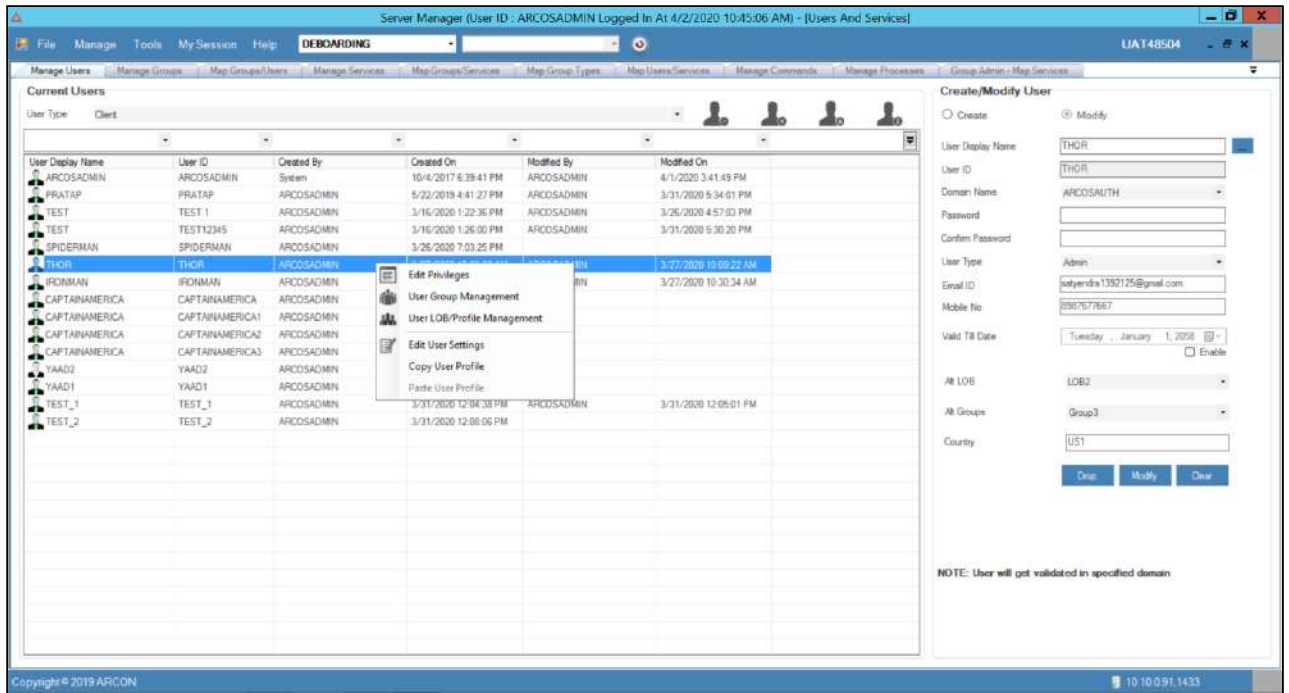 Server Manager (User ID : ARCOSADMIN Logged In At 4/2/2020 10:45:06 AM) - [Users And Services]
File Manage Tools My Session Help DEBOARDING UAT48504
Manage Users Manage Groups Map Groups/Users Manage Services Map Groups/Services Map Group Types Map Users/Services Manage Commands Manage Processes Group Admin - Map Services
Current Users
User Type Client
User Display Name User ID Created By Created On Modified By Modified On
ARCOSADMIN ARCOSADMIN System 10/4/2017 6:39:41 PM ARCOSADMIN 4/1/2020 3:41:49 PM
PRATAP PRATAP ARCOSADMIN 5/22/2019 4:41:27 PM ARCOSADMIN 3/31/2020 5:34:01 PM
TEST TEST.1 ARCOSADMIN 3/16/2020 1:22:36 PM ARCOSADMIN 3/26/2020 4:57:03 PM
TEST TEST12345 ARCOSADMIN 3/16/2020 1:26:00 PM ARCOSADMIN 3/31/2020 5:30:20 PM
SPIDERMAN SPIDERMAN ARCOSADMIN 3/26/2020 7:03:25 PM
THOR THOR ARCOSADMIN 3/27/2020 10:09:22 AM
IRONMAN IRONMAN ARCOSADMIN 3/27/2020 10:30:34 AM
CAPTAINAMERICA CAPTAINAMERICA ARCOSADMIN
CAPTAINAMERICA CAPTAINAMERICA1 ARCOSADMIN
CAPTAINAMERICA CAPTAINAMERICA2 ARCOSADMIN
CAPTAINAMERICA CAPTAINAMERICA3 ARCOSADMIN
YAAD2 YAAD2 ARCOSADMIN
YAAD1 YAAD1 ARCOSADMIN
TEST_1 TEST_1 ARCOSADMIN 3/31/2020 12:04:38 PM ARCOSADMIN 3/31/2020 12:05:01 PM
TEST_2 TEST_2 ARCOSADMIN 3/31/2020 12:08:06 PM
Edit Privileges
User Group Management
User LOB/Profile Management
Edit User Settings
Copy User Profile
Paste User Profile
Create/Modify User
Create Modify
User Display Name THOR ...
User ID THOR
Domain Name ARCOSAUTH
Password
Confirm Password
User Type Admin
Email ID satyendra1392125@gmail.com
Mobile No 8987677667
Valid Till Date Tuesday , January 1, 2058
Enable
Alt LOB LOB2
Alt Groups Group3
Country US1
Drop Modify Clear
NOTE: User will get validated in specified domain
Copyright © 2019 ARCON 10.10.0.91,1433